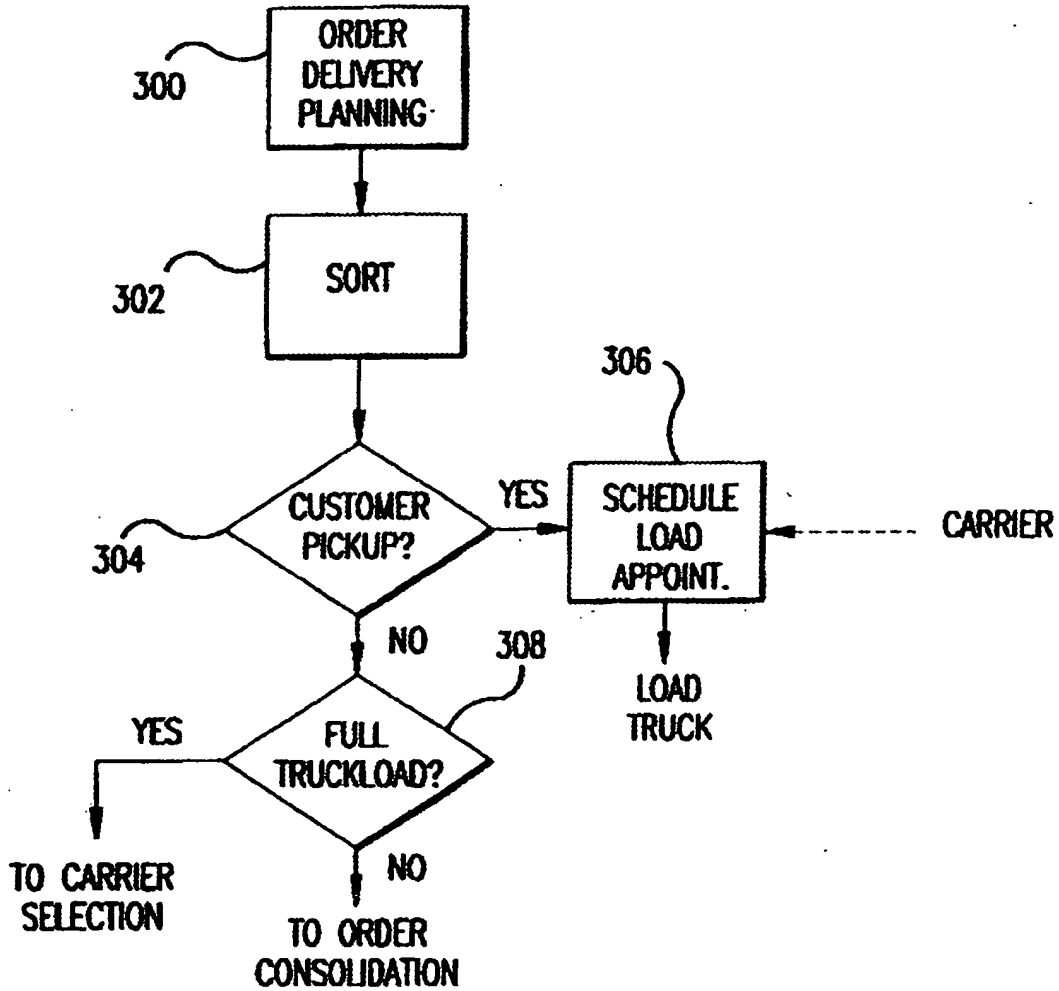 ORDER
DELIVERY
PLANNING
300
SORT
302
306
CUSTOMER
PICKUP?
304
YES
SCHEDULE
LOAD
APPOINT.
CARRIER
NO
308
LOAD
TRUCK
YES
FULL
TRUCKLOAD?
NO
TO CARRIER
SELECTION
TO ORDER
CONSOLIDATION